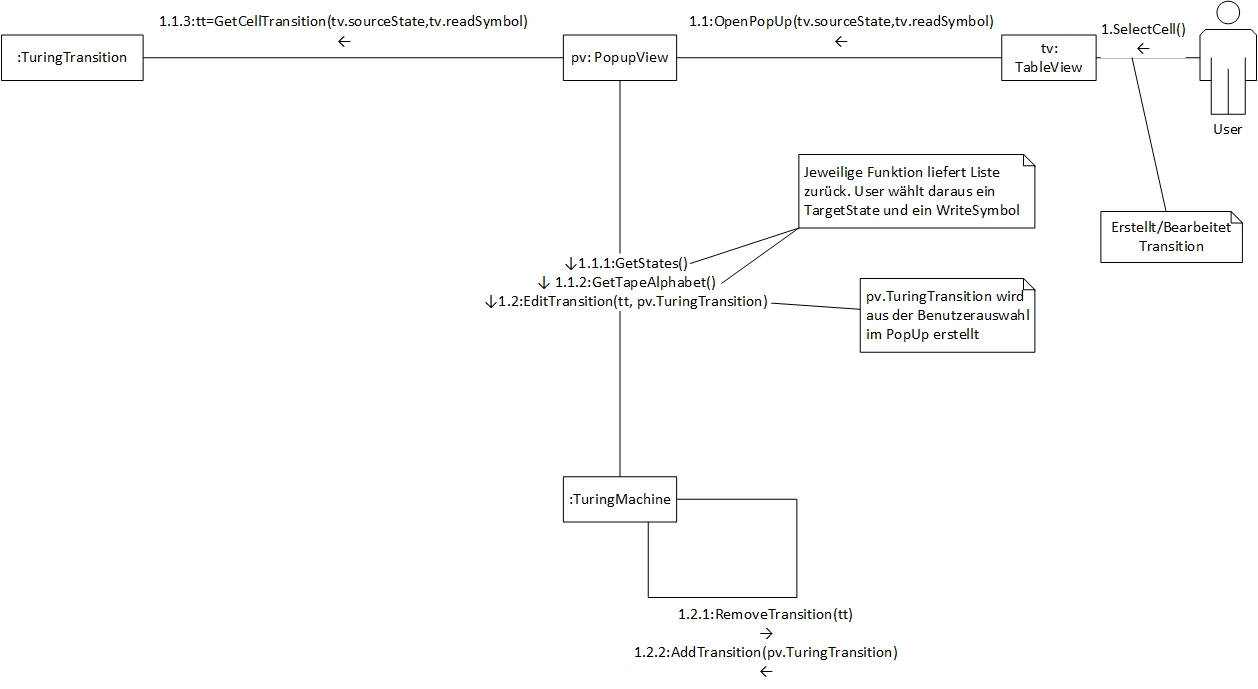 1.1.3:tt=GetCellTransition(tv.sourceState,tv.readSymbol)
←
1.1:OpenPopUp(tv.sourceState,tv.readSymbol)
←
1.SelectCell()
←
:TuringTransition
pv: PopupView
tv:
TableView
User
Jeweilige Funktion liefert Liste
zurück. User wählt daraus ein
TargetState und ein WriteSymbol
Erstellt/Bearbeitet
Transition
↓1.1.1:GetStates()
↓ 1.1.2:GetTapeAlphabet()
↓1.2:EditTransition(tt, pv.TuringTransition)
pv.TuringTransition wird
aus der Benutzerauswahl
im PopUp erstellt
:TuringMachine
1.2.1:RemoveTransition(tt)
→
1.2.2:AddTransition(pv.TuringTransition)
←